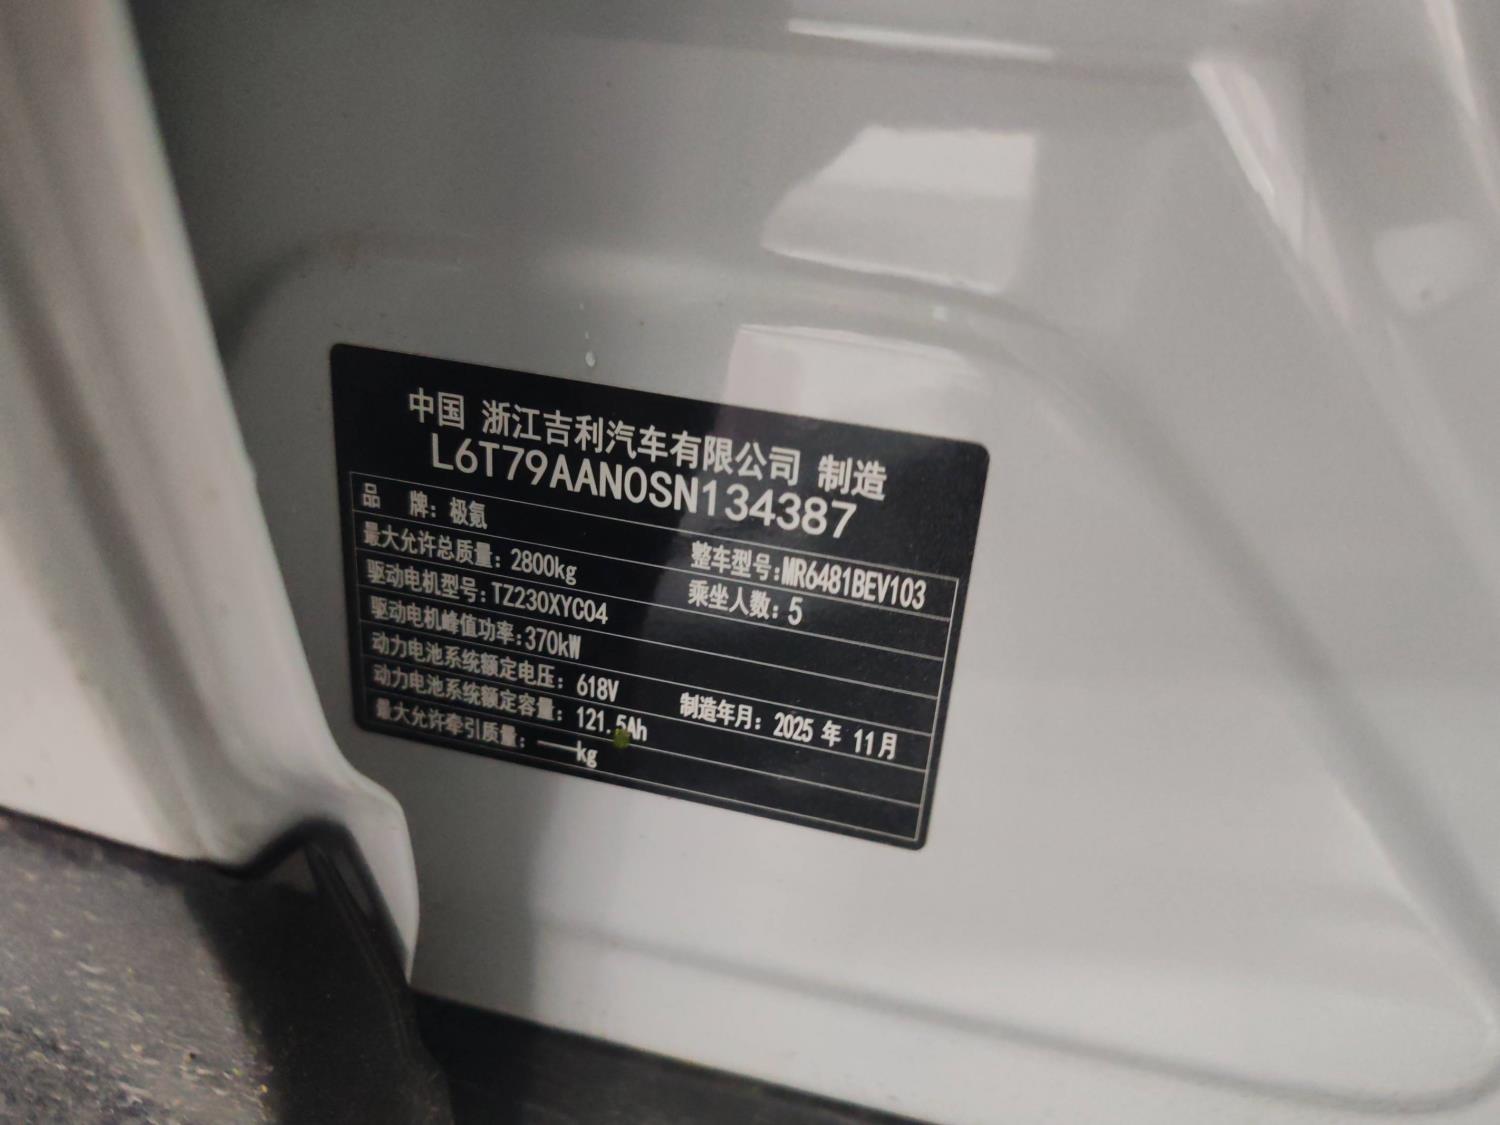 中国 浙江吉利汽车有限公司 制造
L6T79AAN0SN134387
品 牌: 极氪 整车型号:MR6481BEV103
最大允许总质量: 2800kg 乘坐人数: 5
驱动电机型号:TZ230XYC04
驱动电机峰值功率:370kW
动力电池系统额定电压: 618V 制造年月: 2025 年 11月
动力电池系统额定容量: 121.5Ah
最大允许牵引质量: ——kg